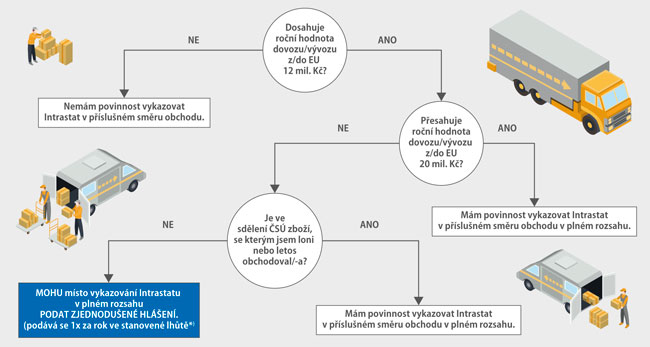 Dosahuje
roční hodnota
dovozu/vývozu
z/do EU
12 mil. Kč?
NE
ANO
Nemám povinnost vykazovat
Intrastat v příslušném směru obchodu.
Přesahuje
roční hodnota
dovozu/vývozu
z/do EU
20 mil. Kč?
NE
ANO
Mám povinnost vykazovat Intrastat
v příslušném směru obchodu v plném rozsahu.
Je ve
sdělení ČSÚ zboží,
se kterým jsem loni
nebo letos
obchodoval/-a?
NE
ANO
MOHU místo vykazování Intrastatu
v plném rozsahu
PODAT ZJEDNODUŠENÉ HLÁŠENÍ.
(podává se 1x za rok ve stanovené lhůtě*)
Mám povinnost vykazovat Intrastat
v příslušném směru obchodu v plném rozsahu.